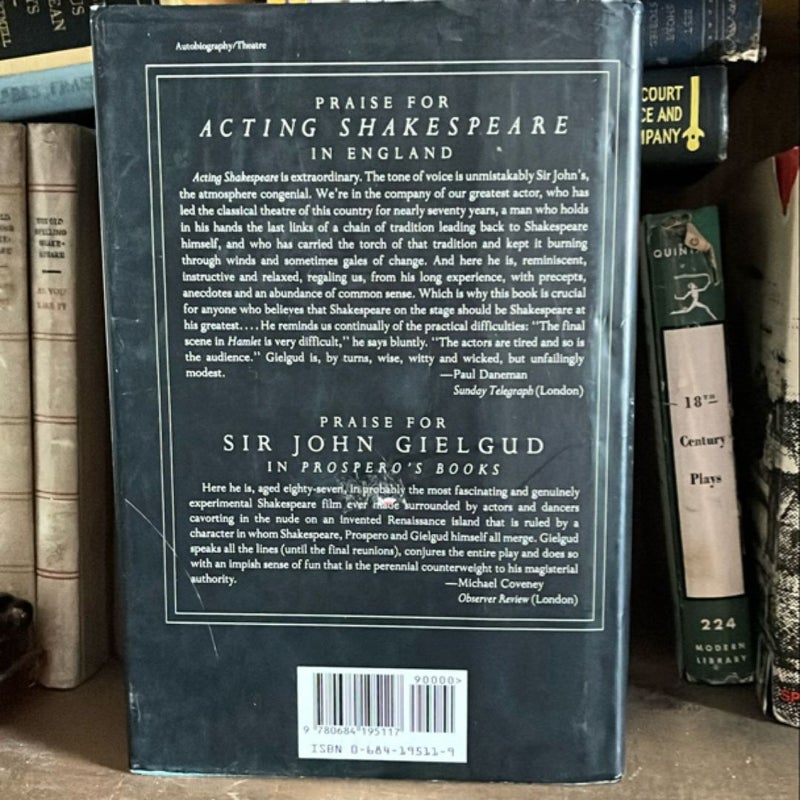 Autobiography/Theatre
PRAISE FOR
ACTING SHAKESPEARE
IN ENGLAND
Acting Shakespeare is extraordinary. The tone of voice is unmistakably Sir John's,
the atmosphere congenial. We're in the company of our greatest actor, who has
led the classical theatre of this country for nearly seventy years, a man who holds
in his hands the last links of a chain of tradition leading back to Shakespeare
himself, and who has carried the torch of that tradition and kept it burning
through winds and sometimes gales of change. And here he is, reminiscent,
instructive and relaxed, regaling us, from his long experience, with precepts,
anecdotes and an abundance of common sense. Which is why this book is crucial
for anyone who believes that Shakespeare on the stage should be Shakespeare at
his greatest.... He reminds us continually of the practical difficulties: "The final
scene in Hamlet is very difficult," he says bluntly. "The actors are tired and so is
the audience." Gielgud is, by turns, wise, witty and wicked, but unfailingly
modest.
—Paul Daneman
Sunday Telegraph (London)
PRAISE FOR
SIR JOHN GIELGUD
IN PROSPERO'S BOOKS
Here he is, aged eighty-seven, in probably the most fascinating and genuinely
experimental Shakespeare film ever made surrounded by actors and dancers
cavorting in the nude on an invented Renaissance island that is ruled by a
character in whom Shakespeare, Prospero and Gielgud himself all merge. Gielgud
speaks all the lines (until the final reunions), conjures the entire play and does so
with an impish sense of fun that is the perennial counterweight to his magisterial
authority.
—Michael Coveney
Observer Review (London)
90000>
9 780684 195117
ISBN 0-684-19511-9
COURT
CE AND
MPANY
18TH
Century
Plays
224
MODERN
LIBRARY